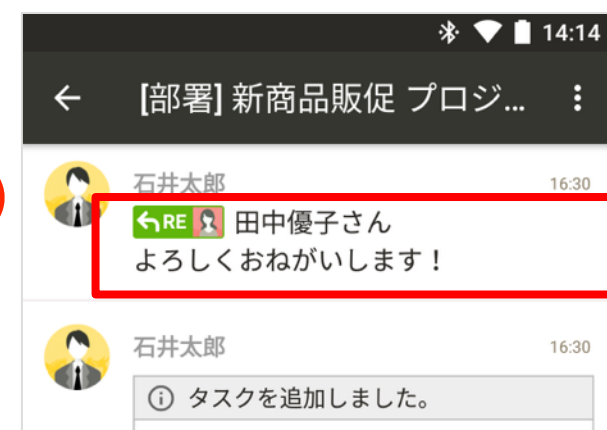 14:14
[部署] 新商品販促 プロジ...
石井太郎 16:30
RE 田中優子さん
よろしくおねがいします！
石井太郎 16:30
タスクを追加しました。